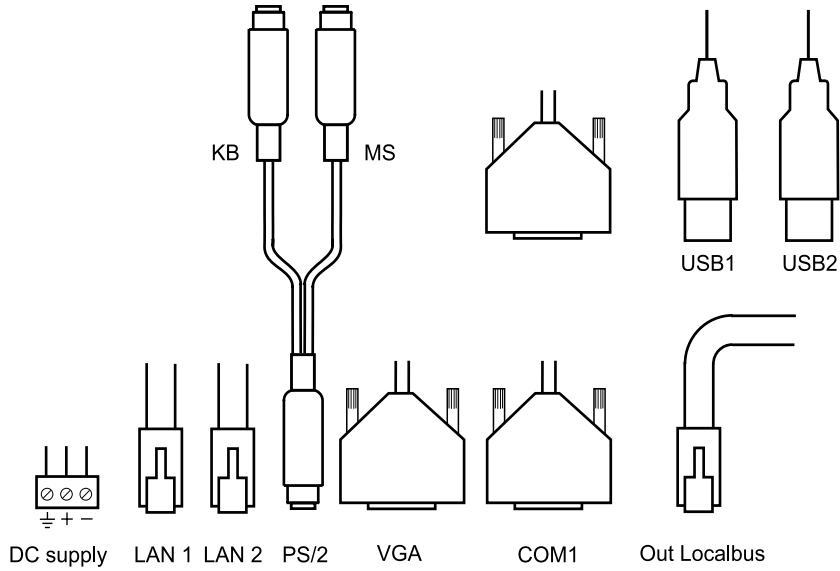 KB MS
USB1 USB2
+ −
DC supply LAN 1 LAN 2 PS/2 VGA COM1 Out Localbus